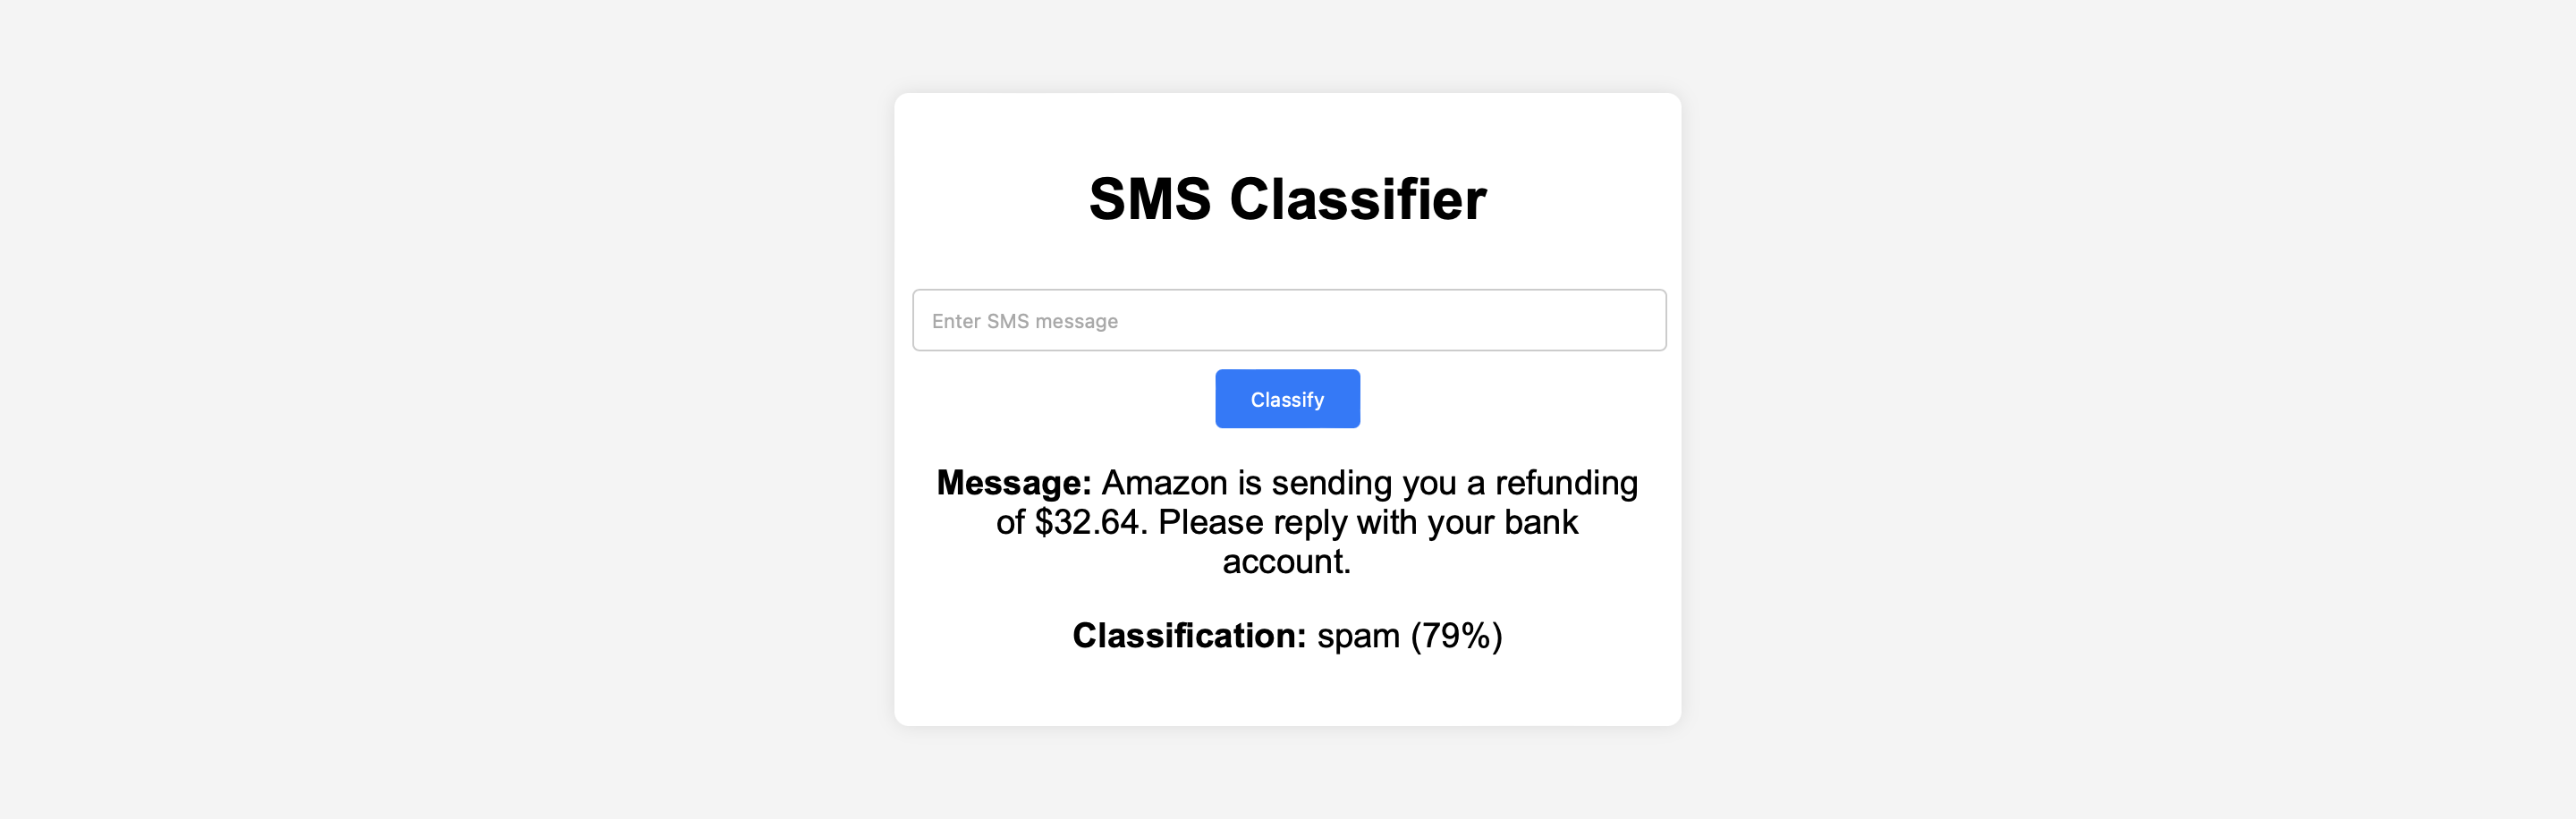 SMS Classifier
Enter SMS message
Classify
Message: Amazon is sending you a refunding
of $32.64. Please reply with your bank
account.
Classification: spam (79%)